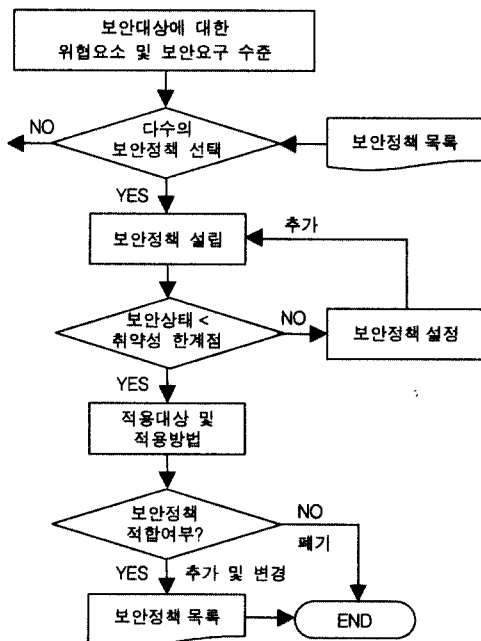 보안대상에 대한
위협요소 및 보안요구 수준
NO
다수의
보안정책 선택
보안정책 목록
YES
보안정책 설립
추가
보안상태 <
취약성 한계점
NO
보안정책 설정
YES
적용대상 및
적용방법
보안정책
적합여부?
NO
폐기
YES
추가 및 변경
보안정책 목록
END